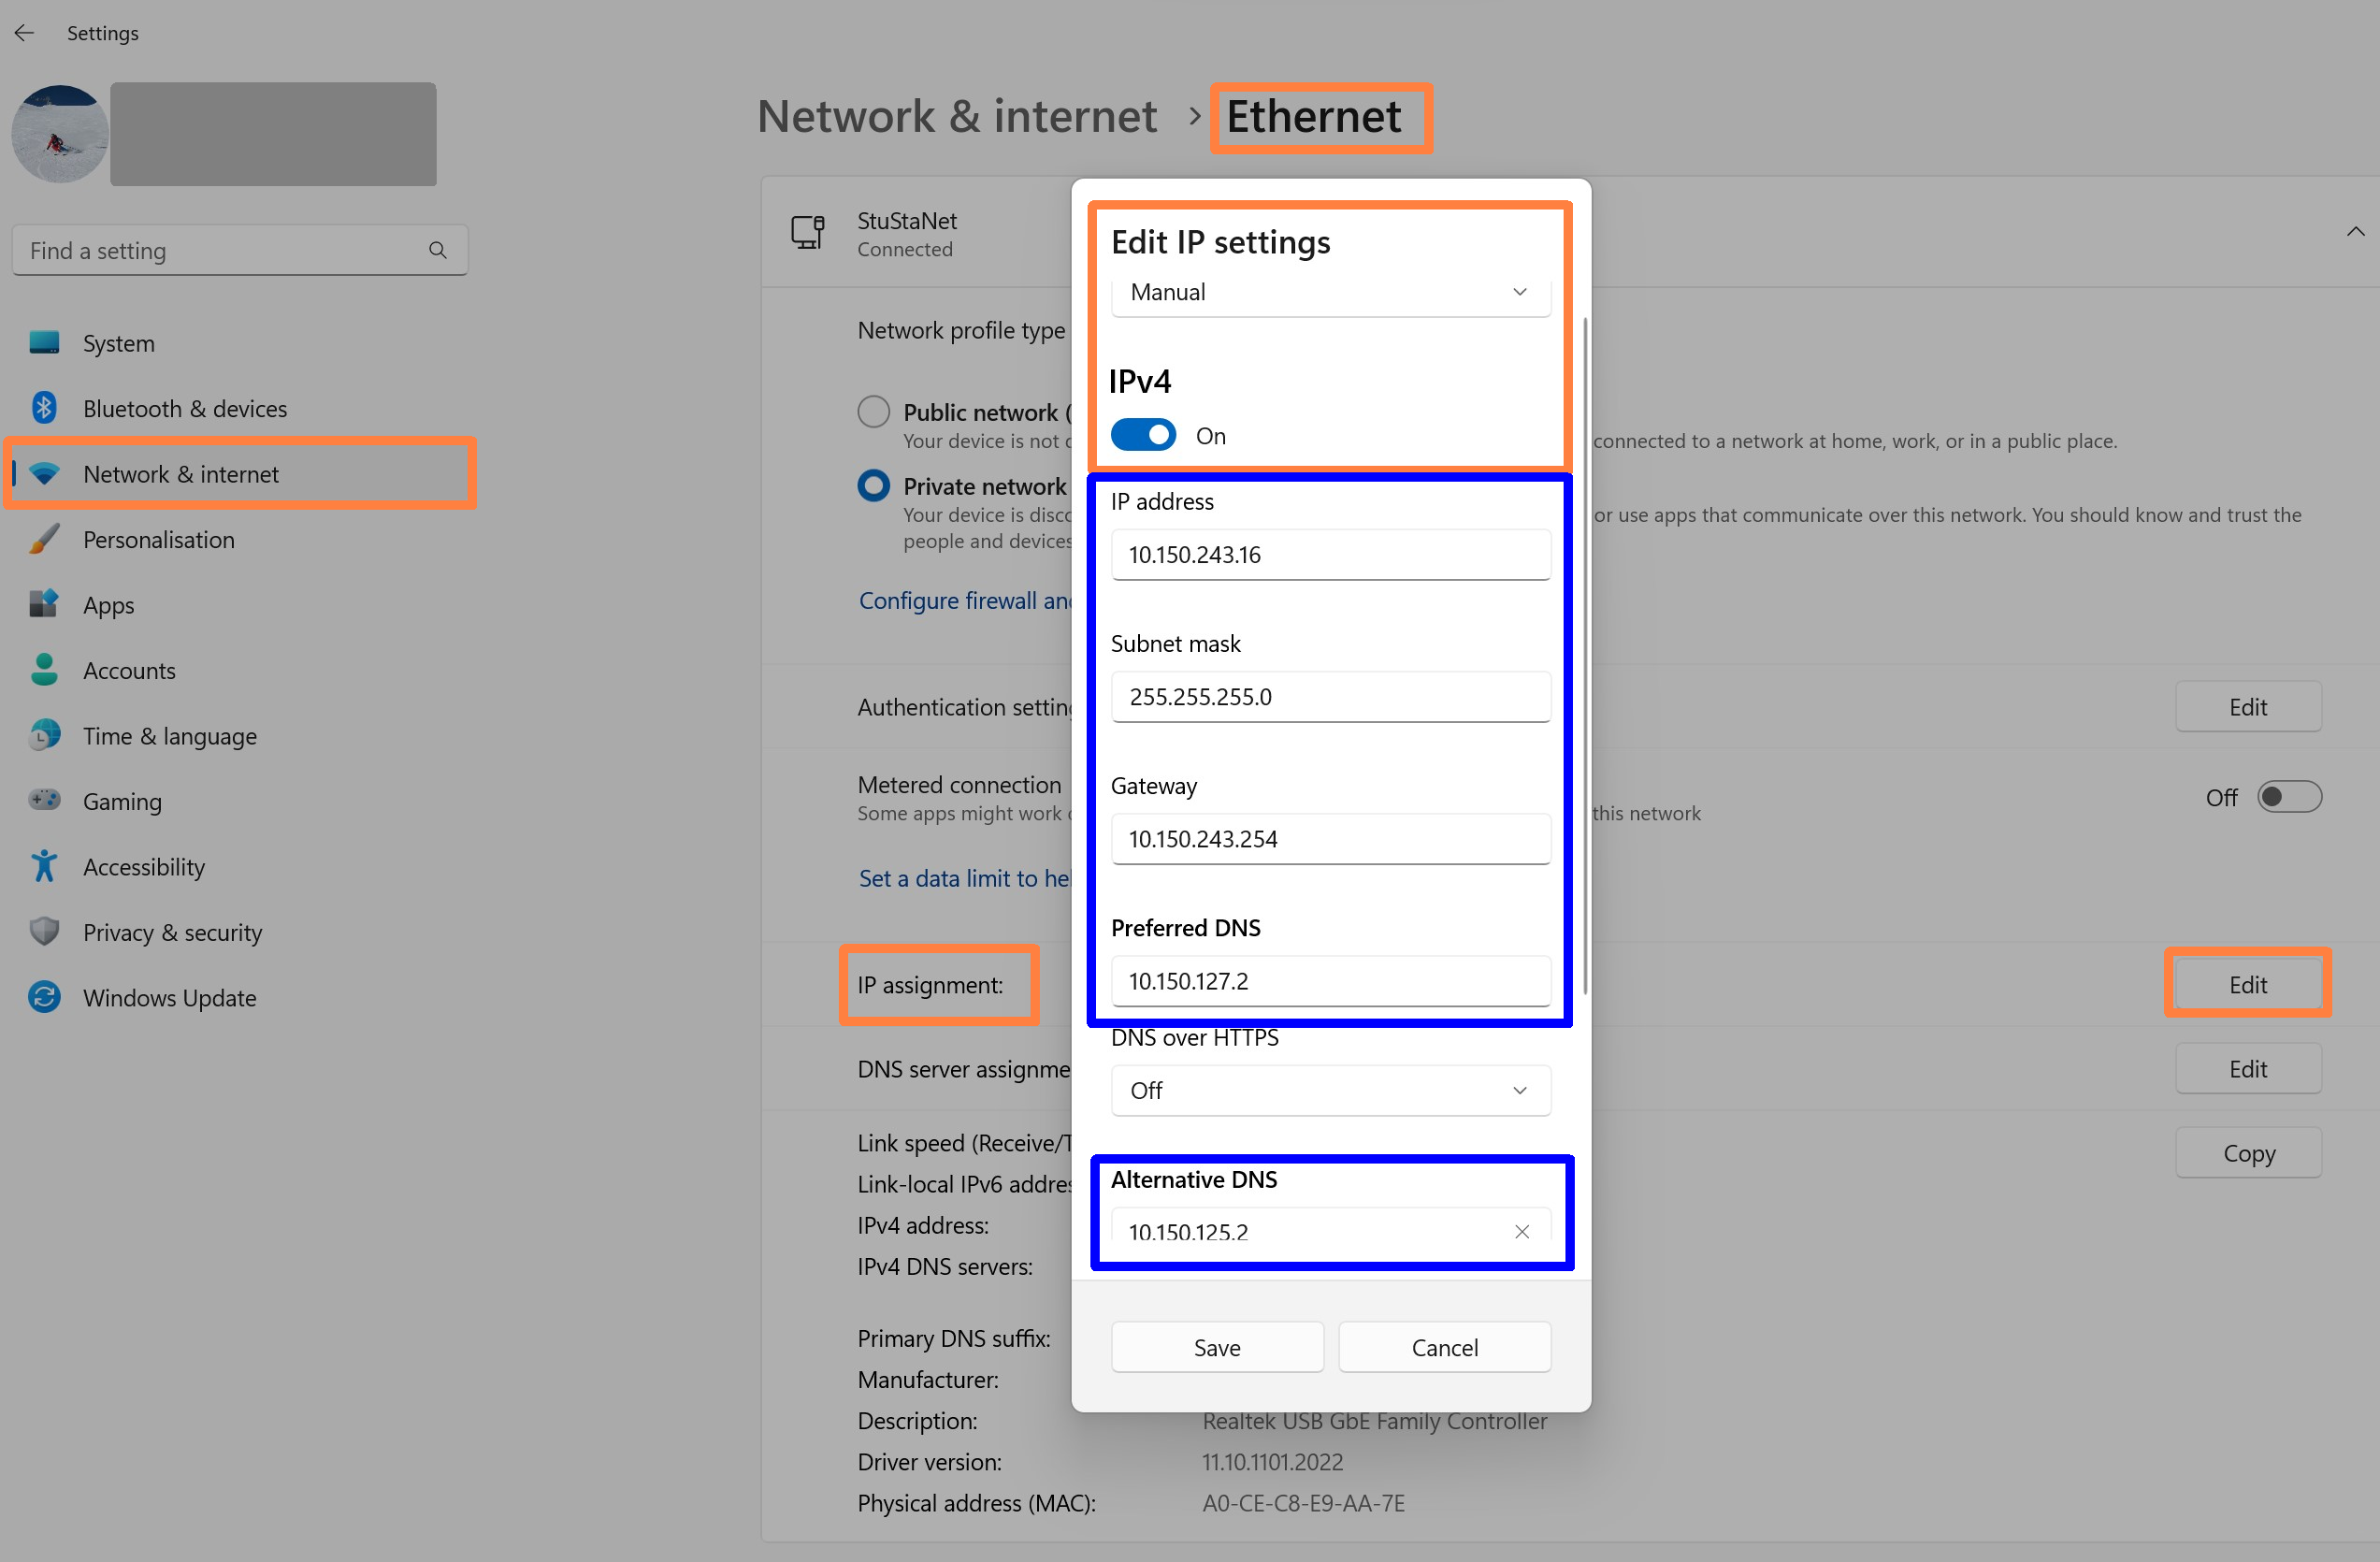 Settings
Find a setting
System
Bluetooth & devices
Network & internet
Personalisation
Apps
Accounts
Time & language
Gaming
Accessibility
Privacy & security
Windows Update
Network & internet > Ethernet
StuStaNet
Connected
Network profile type
Public network (
Your device is not
connected to a network at home, work, or in a public place.
Private network
Your device is disc
or use apps that communicate over this network. You should know and trust the
people and devices
Configure firewall an
Authentication settin
Edit
Metered connection
Some apps might work
this network
Off
Set a data limit to hel
IP assignment:
Edit
DNS server assignme
Edit
Link speed (Receive/T
Copy
Link-local IPv6 addres
IPv4 address:
IPv4 DNS servers:
Primary DNS suffix:
Manufacturer:
Description: Realtek USB GbE Family Controller
Driver version: 11.10.1101.2022
Physical address (MAC): A0-CE-C8-E9-AA-7E
Edit IP settings
Manual
IPv4
On
IP address
10.150.243.16
Subnet mask
255.255.255.0
Gateway
10.150.243.254
Preferred DNS
10.150.127.2
DNS over HTTPS
Off
Alternative DNS
10.150.125.2
Save
Cancel